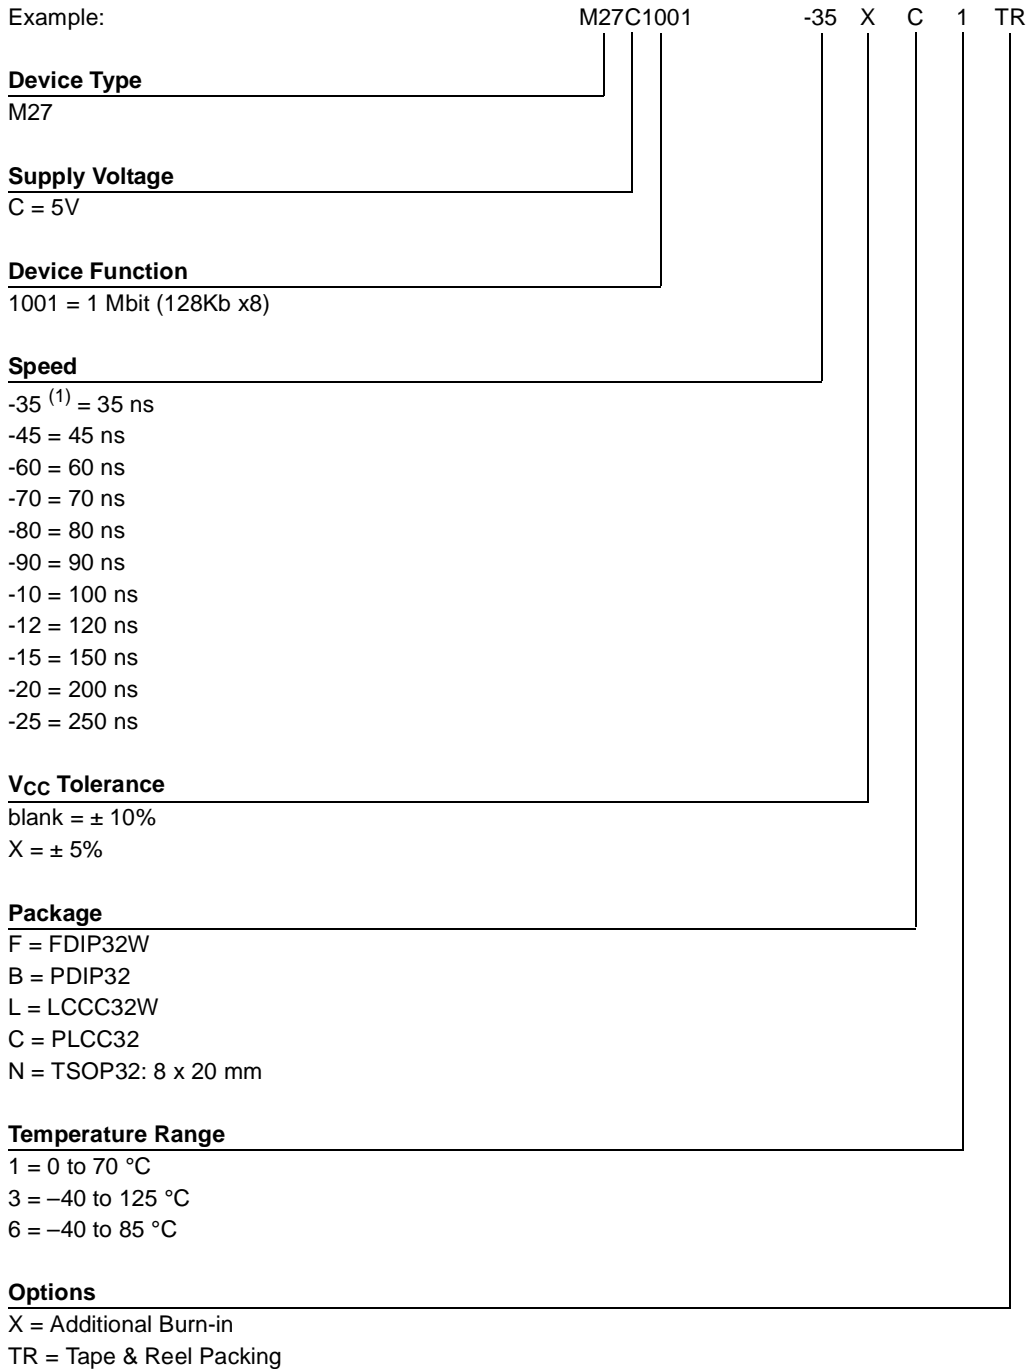 Example: M27C1001 -35 X C 1 TR
Device Type
M27
Supply Voltage
C = 5V
Device Function
1001 = 1 Mbit (128Kb x8)
Speed
-35 (1) = 35 ns
-45 = 45 ns
-60 = 60 ns
-70 = 70 ns
-80 = 80 ns
-90 = 90 ns
-10 = 100 ns
-12 = 120 ns
-15 = 150 ns
-20 = 200 ns
-25 = 250 ns
VCC Tolerance
blank = ± 10%
X = ± 5%
Package
F = FDIP32W
B = PDIP32
L = LCCC32W
C = PLCC32
N = TSOP32: 8 x 20 mm
Temperature Range
1 = 0 to 70 °C
3 = –40 to 125 °C
6 = –40 to 85 °C
Options
X = Additional Burn-in
TR = Tape & Reel Packing